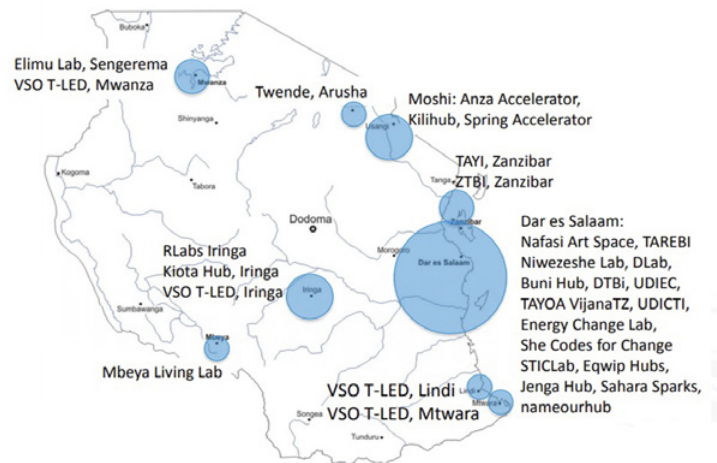 Bukoba
Elimu Lab, Sengerema
VSO T-LED, Mwanza
Mwanza
Twende, Arusha
Moshi: Anza Accelerator,
Kilihub, Spring Accelerator
Usangi
Shinyanga
TAYI, Zanzibar
ZTBI, Zanzibar
Kogoma
Tabora
Tanga
Zanzibar
Dodoma
Dar es Salaam:
Nafasi Art Space, TAREBI
Niwezeshe Lab, DLab,
Buni Hub, DTBi, UDIEC,
TAYOA VijanaTZ, UDICTI,
Energy Change Lab,
She Codes for Change
STICLab, Eqwip Hubs,
Jenga Hub, Sahara Sparks,
nameourhub
Morogoro
Dar es Salaam
RLabs Iringa
Kiota Hub, Iringa
VSO T-LED, Iringa
Iringa
Sumbawanga
Mbeya
Mbeya Living Lab
VSO T-LED, Lindi
VSO T-LED, Mtwara
Lindi
Mtwara
Songea
Tunduru